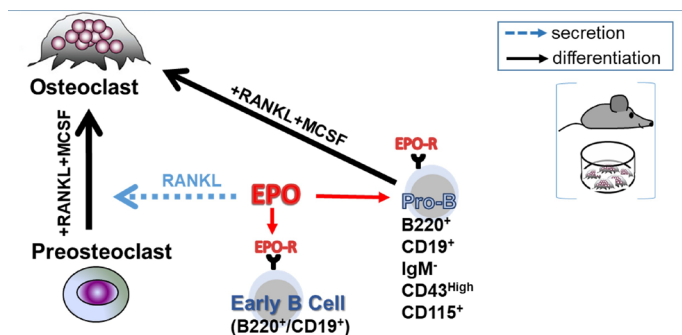 secretion
differentiation
Osteoclast
+RANKL+MCSF
+RANKL+MCSF
EPO-R
RANKL
EPO
Pro-B
B220⁺
CD19⁺
IgM⁻
CD43ᴴⁱᵍʰ
CD115⁺
Preosteoclast
EPO-R
Early B Cell
(B220⁺/CD19⁺)